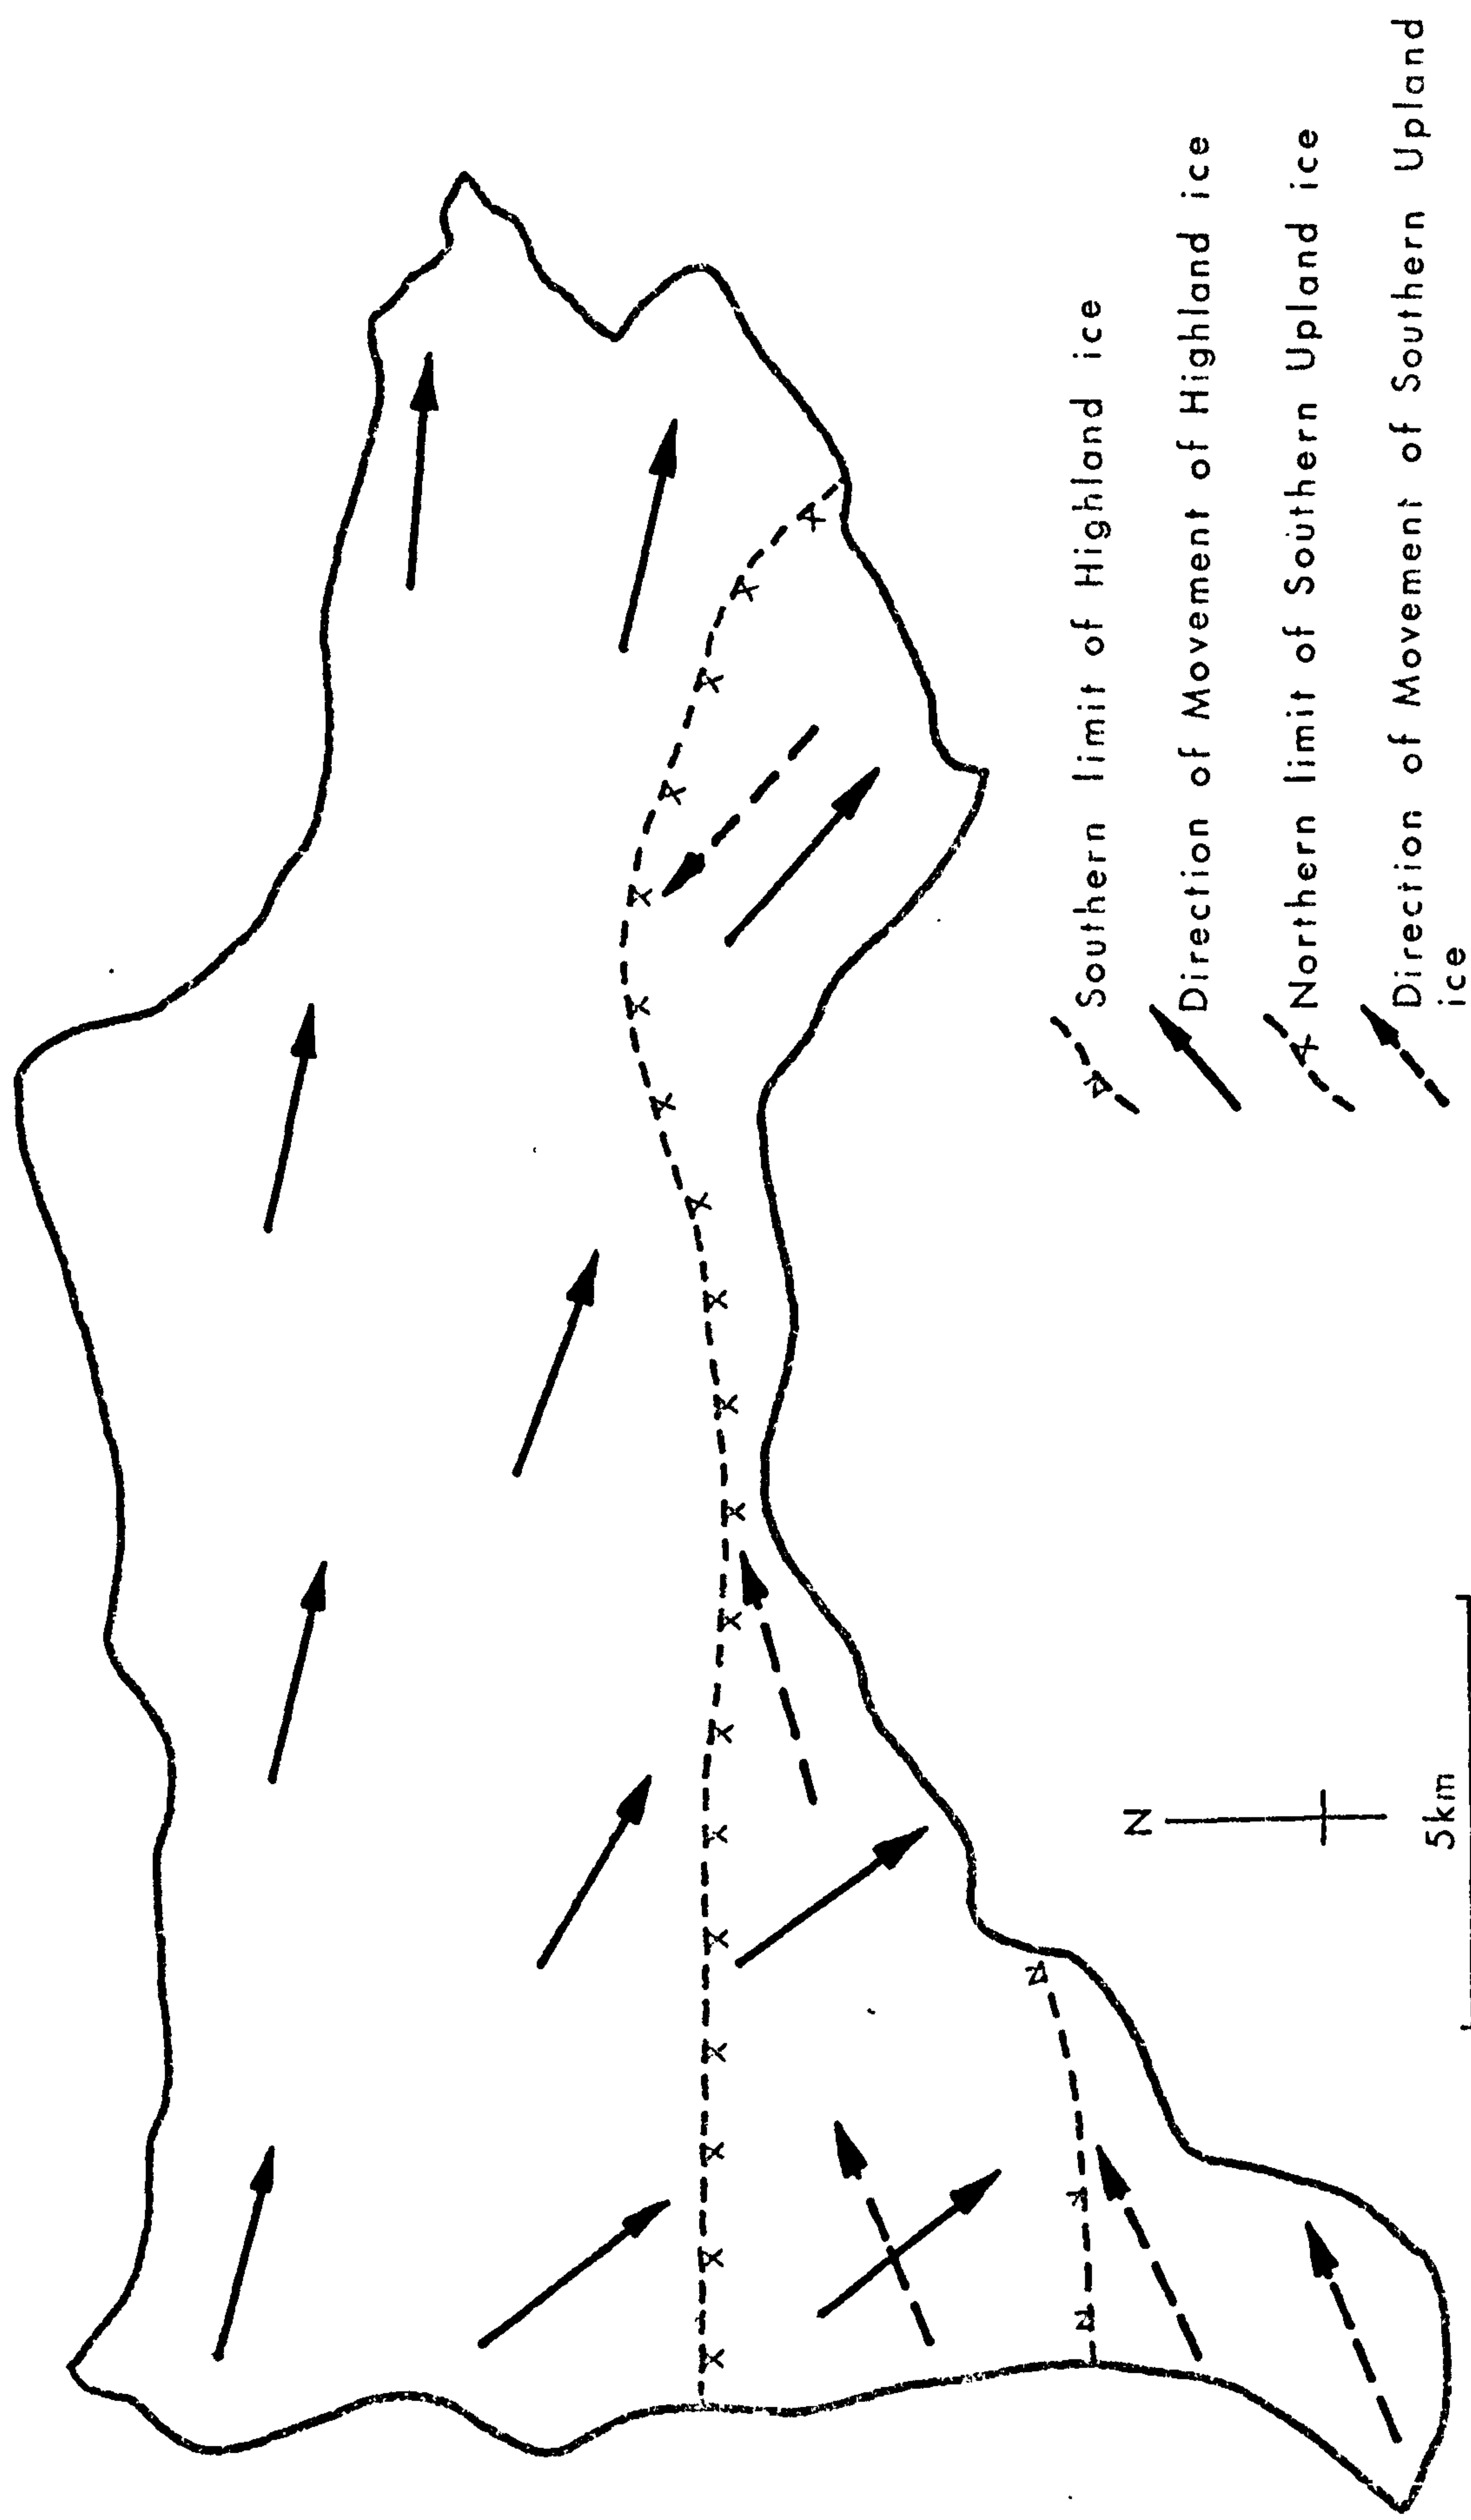 Southern limit of Highland ice
Direction of Movement of Highland ice
Northern limit of Southern Upland ice
Direction of Movement of Southern Upland
ice
N
5km